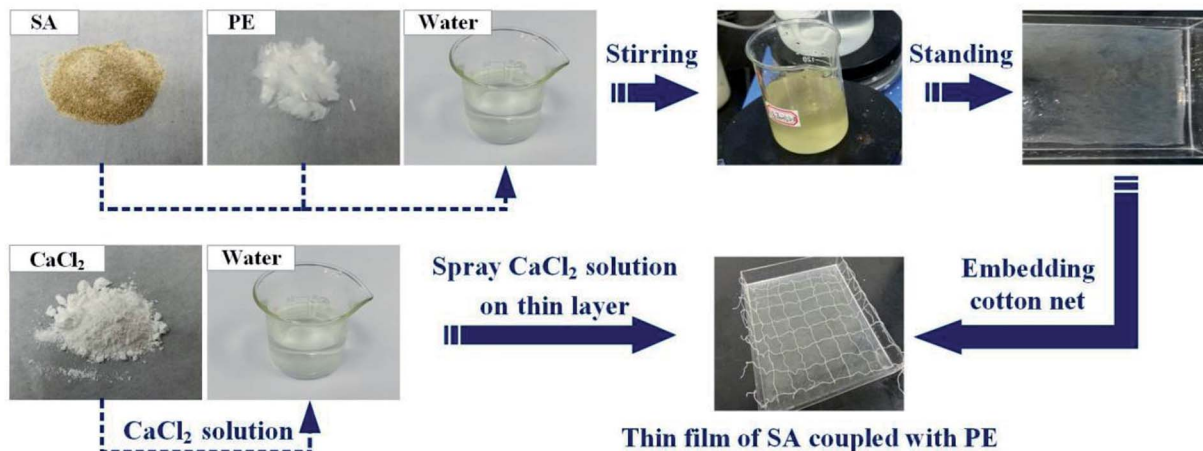 SA
PE
Water
Stirring
Standing
CaCl₂
Water
Spray CaCl₂ solution
on thin layer
Embedding
cotton net
CaCl₂ solution
Thin film of SA coupled with PE